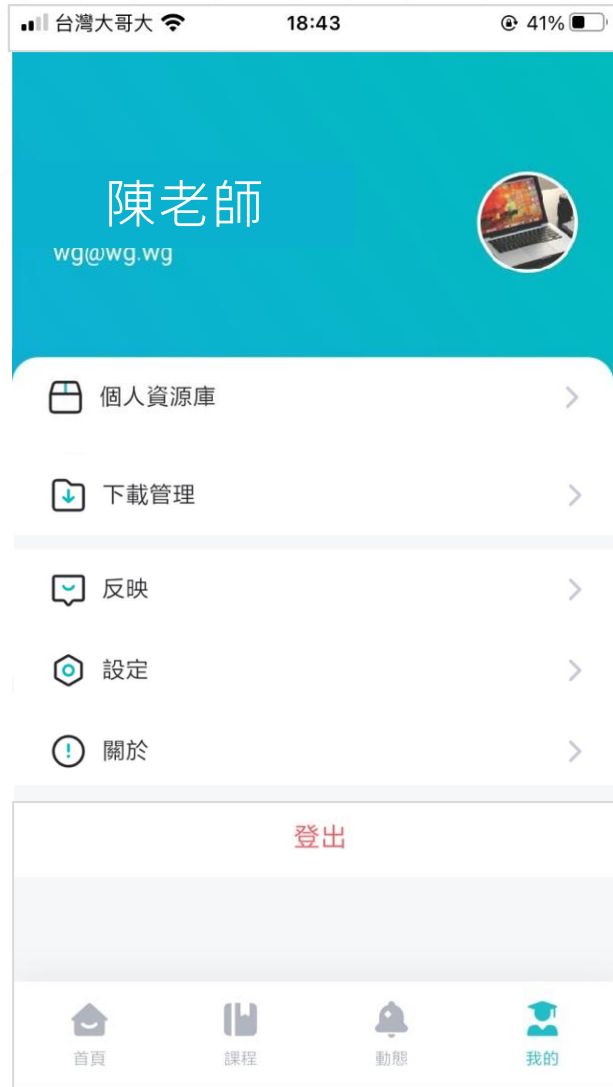 台灣大哥大 18:43 41%
陳老師
wg@wg.wg
個人資源庫
下載管理
反映
設定
關於
登出
首頁 課程 動態 我的